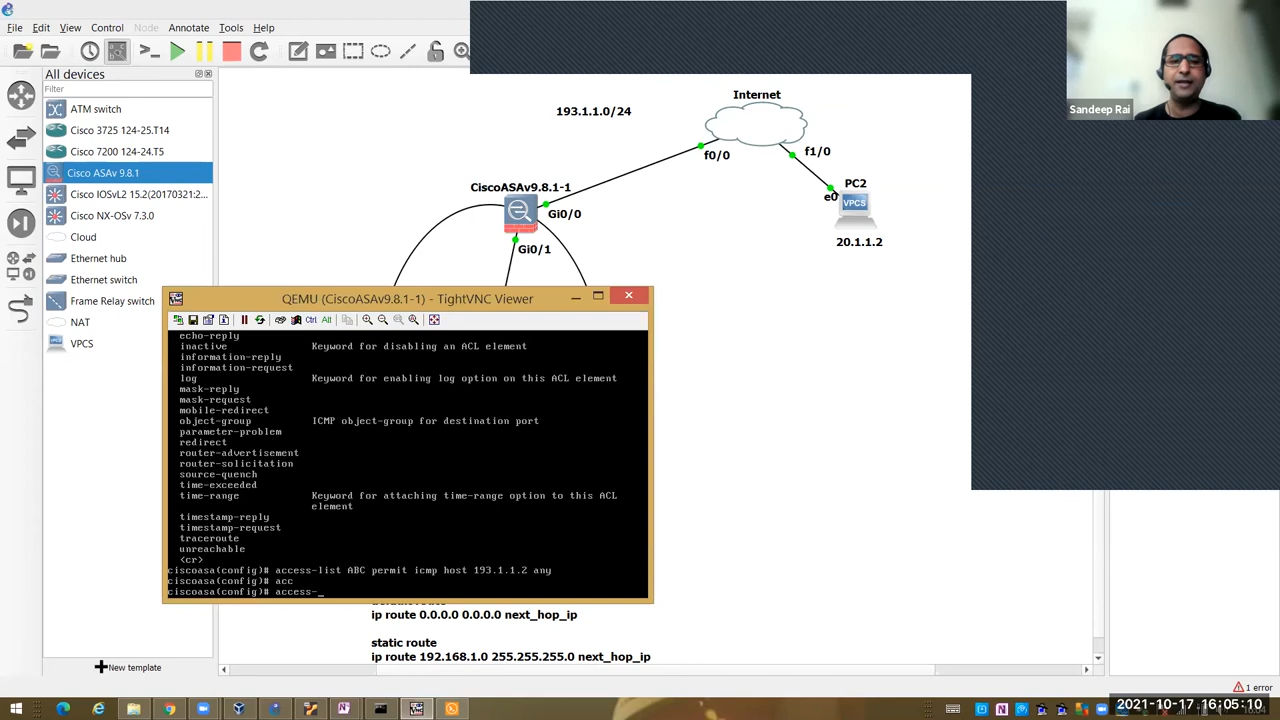 File Edit View Control Node Annotate Tools Help
All devices
Filter
ATM switch
Cisco 3725 124-25.T14
Cisco 7200 124-24.T5
Cisco ASAv 9.8.1
Cisco IOSvL2 15.2(20170321:2...
Cisco NX-OSv 7.3.0
Cloud
Ethernet hub
Ethernet switch
Frame Relay switch
NAT
VPCS
New template
193.1.1.0/24
Internet
f0/0
f1/0
PC2
e0
VPCS
20.1.1.2
CiscoASAv9.8.1-1
Gi0/0
Gi0/1
Sandeep Rai
QEMU (CiscoASAv9.8.1-1) - TightVNC Viewer
Ctrl Alt
echo-reply
inactive Keyword for disabling an ACL element
information-reply
information-request
log Keyword for enabling log option on this ACL element
mask-reply
mask-request
mobile-redirect
object-group ICMP object-group for destination port
parameter-problem
redirect
router-advertisement
router-solicitation
source-quench
time-exceeded
time-range Keyword for attaching time-range option to this ACL
element
timestamp-reply
timestamp-request
traceroute
unreachable
<cr>
ciscoasa(config)# access-list ABC permit icmp host 193.1.1.2 any
ciscoasa(config)# acc
ciscoasa(config)# access-_
ip route 0.0.0.0 0.0.0.0 next_hop_ip
static route
ip route 192.168.1.0 255.255.255.0 next_hop_ip
1 error
2021-10-17 16:05:10